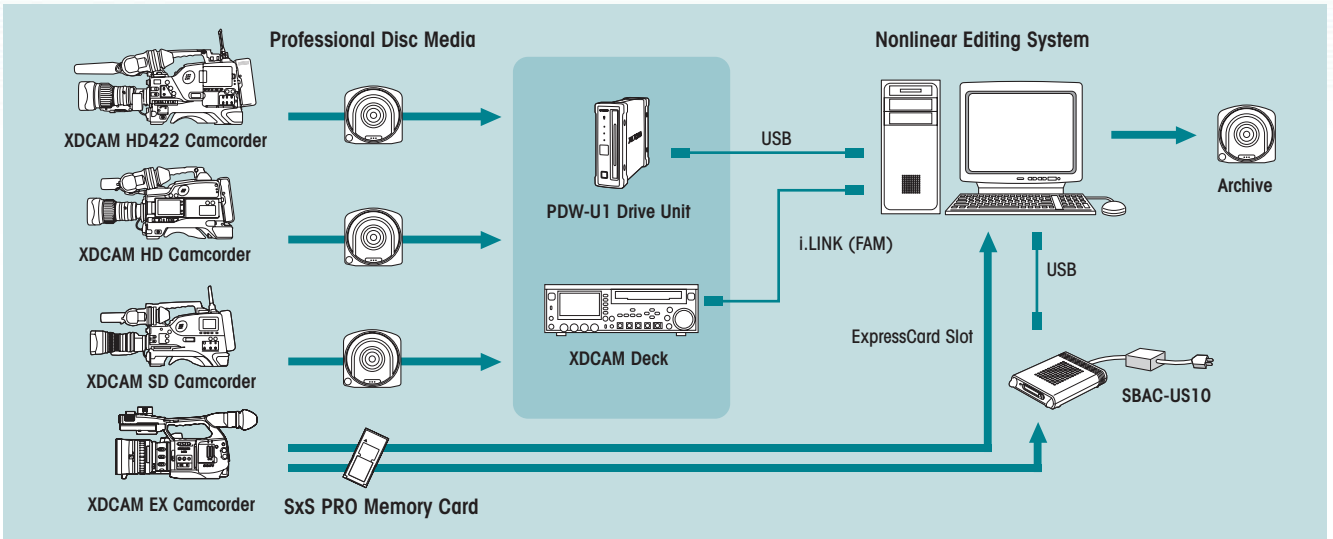 Professional Disc Media
Nonlinear Editing System
XDCAM HD422 Camcorder
USB
Archive
PDW-U1 Drive Unit
XDCAM HD Camcorder
i.LINK (FAM)
USB
ExpressCard Slot
XDCAM Deck
XDCAM SD Camcorder
SBAC-US10
XDCAM EX Camcorder
SxS PRO Memory Card